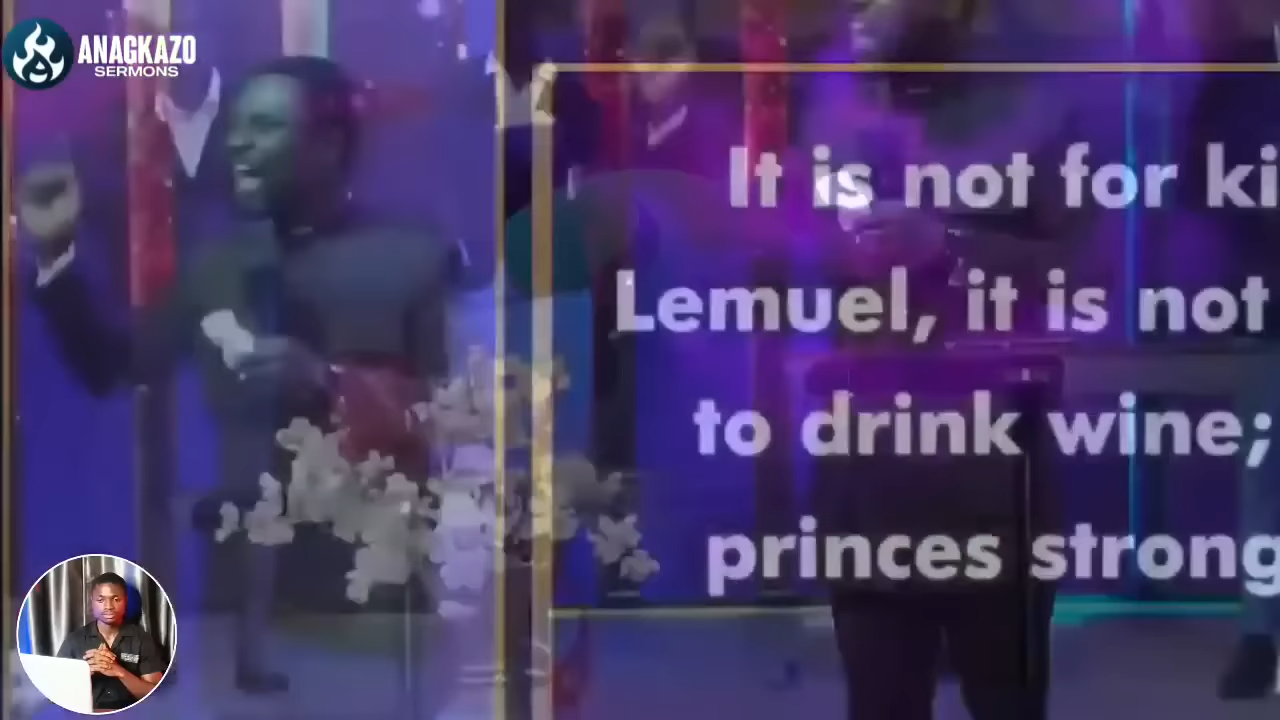 ANAGKAZO
SERMONS
It is not for ki
Lemuel, it is not
to drink wine;
princes strong